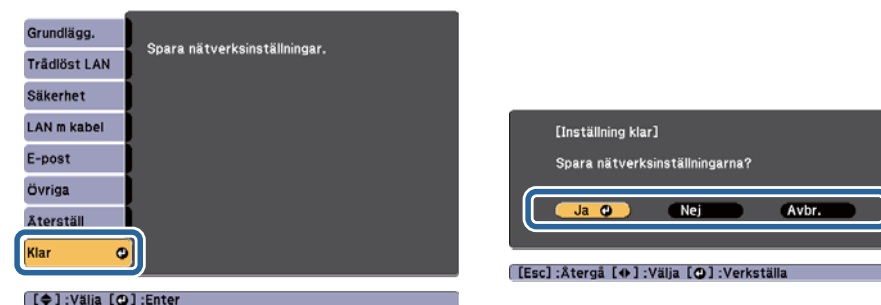 Grundlägg.
Trådlöst LAN
Säkerhet
LAN m kabel
E-post
Övriga
Återställ
Klar
Spara nätverksinställningar.
[ ] :Välja [ ] :Enter
[Inställning klar]
Spara nätverksinställningarna?
Ja Nej Avbr.
[Esc] :Återgå [ ] :Välja [ ] :Verkställa